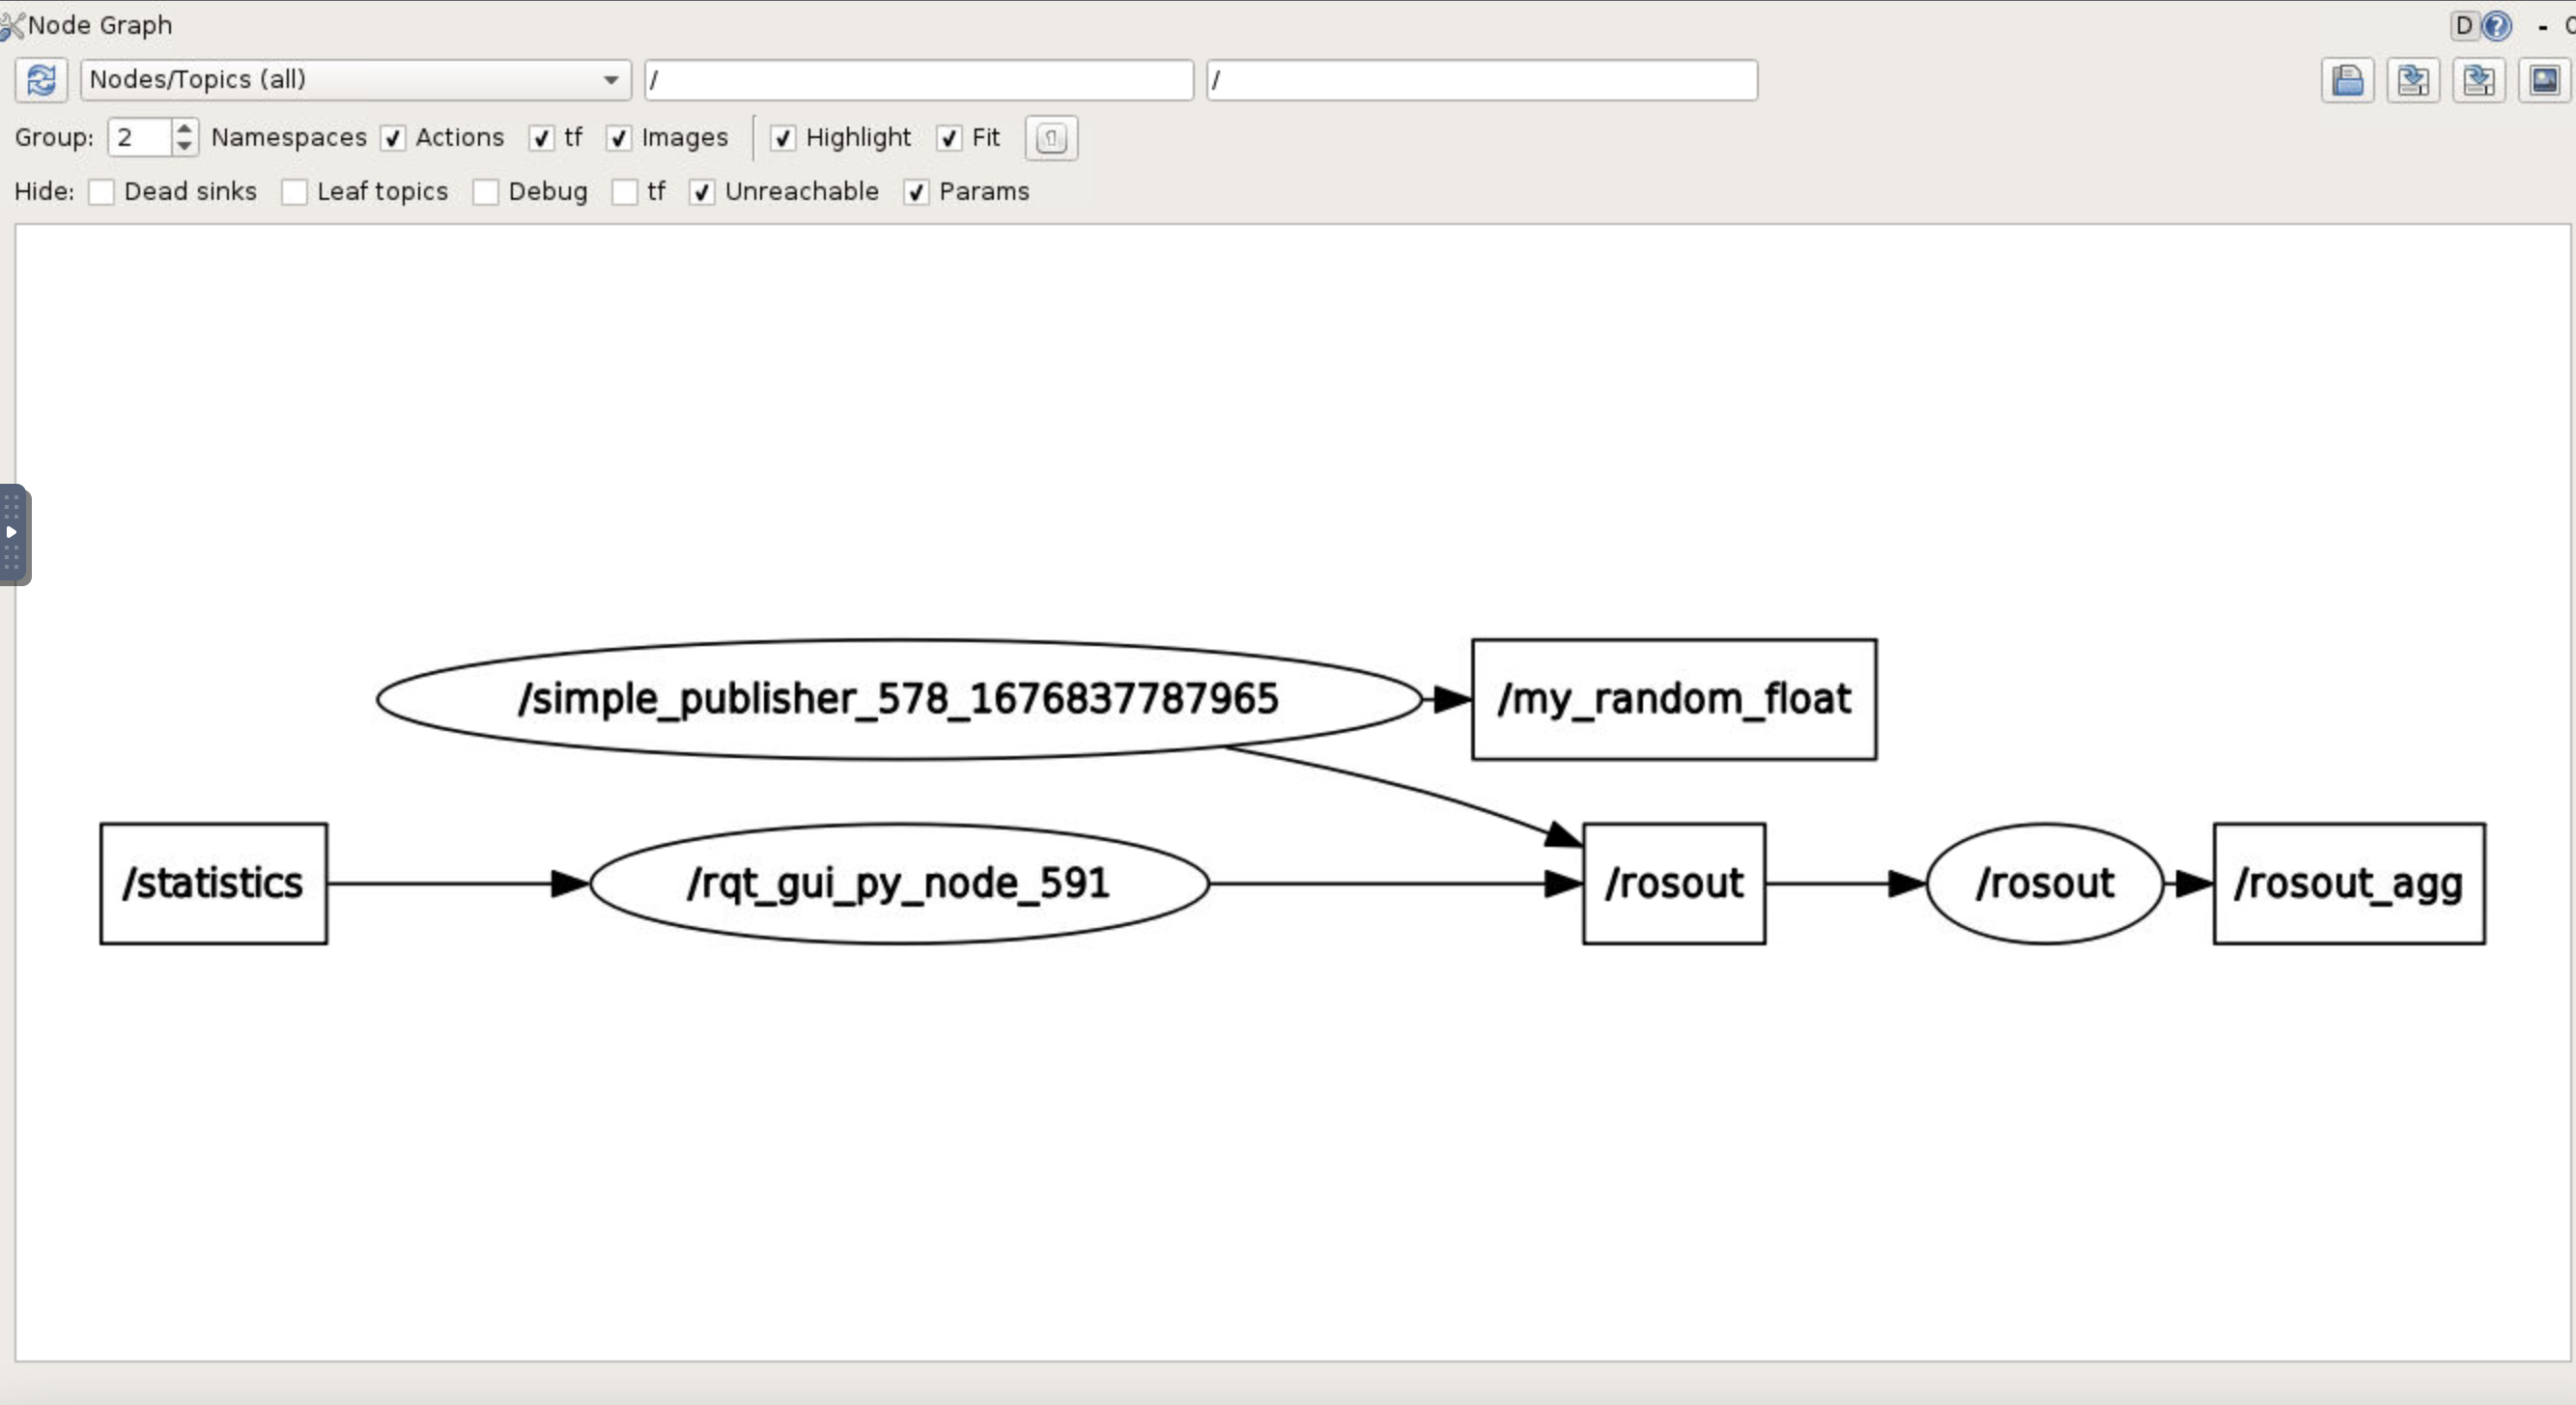 Node Graph D
Nodes/Topics (all) / /
Group: 2 Namespaces Actions tf Images Highlight Fit
Hide: Dead sinks Leaf topics Debug tf Unreachable Params
/simple_publisher_578_1676837787965 /my_random_float
/statistics /rqt_gui_py_node_591 /rosout /rosout /rosout_agg